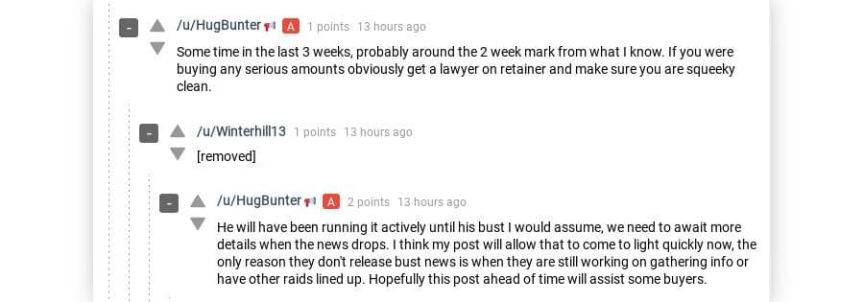 - /u/HugBunter A 1 points 13 hours ago
Some time in the last 3 weeks, probably around the 2 week mark from what I know. If you were
buying any serious amounts obviously get a lawyer on retainer and make sure you are squeeky
clean.
- /u/Winterhill13 1 points 13 hours ago
[removed]
- /u/HugBunter A 2 points 13 hours ago
He will have been running it actively until his bust I would assume, we need to await more
details when the news drops. I think my post will allow that to come to light quickly now, the
only reason they don't release bust news is when they are still working on gathering info or
have other raids lined up. Hopefully this post ahead of time will assist some buyers.